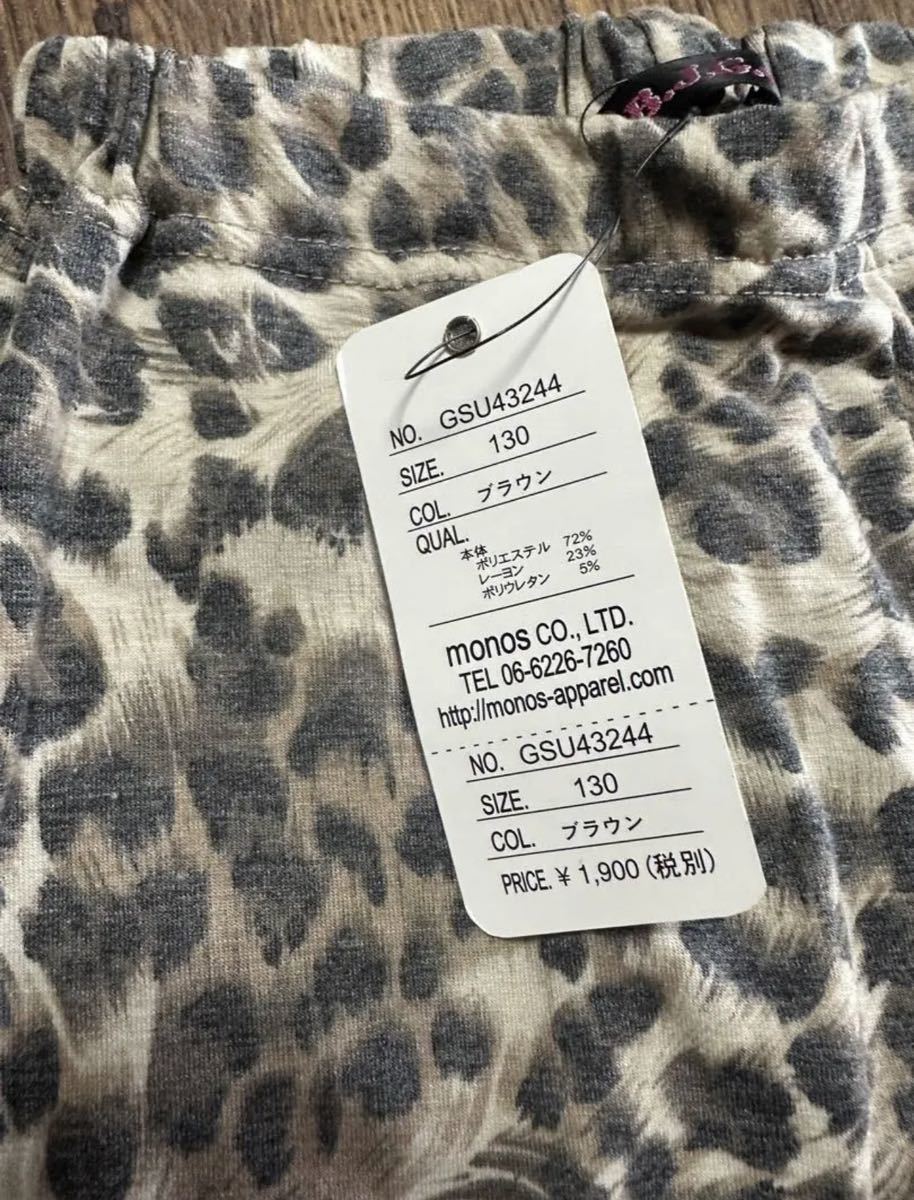 R.J.C.
NO. GSU43244
SIZE. 130
COL. ブラウン
QUAL.
本体
ポリエステル 72%
レーヨン 23%
ポリウレタン 5%
monos CO., LTD.
TEL 06-6226-7260
http://monos-apparel.com
NO. GSU43244
SIZE. 130
COL. ブラウン
PRICE. ¥ 1,900 (税別)